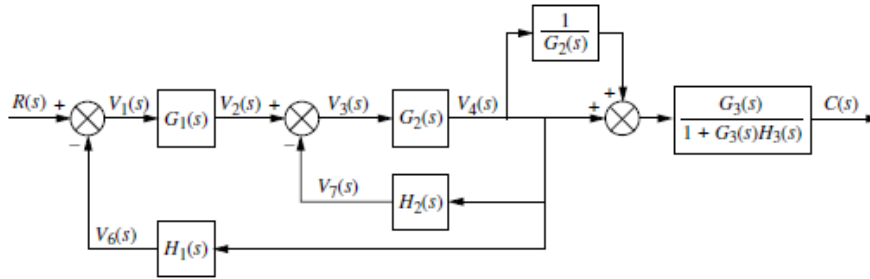 1
G₂(s)
R(s) + V₁(s) G₁(s) V₂(s) + V₃(s) G₂(s) V₄(s) + + G₃(s) C(s)
1 + G₃(s)H₃(s)
− −
V₇(s) H₂(s)
V₆(s) H₁(s)